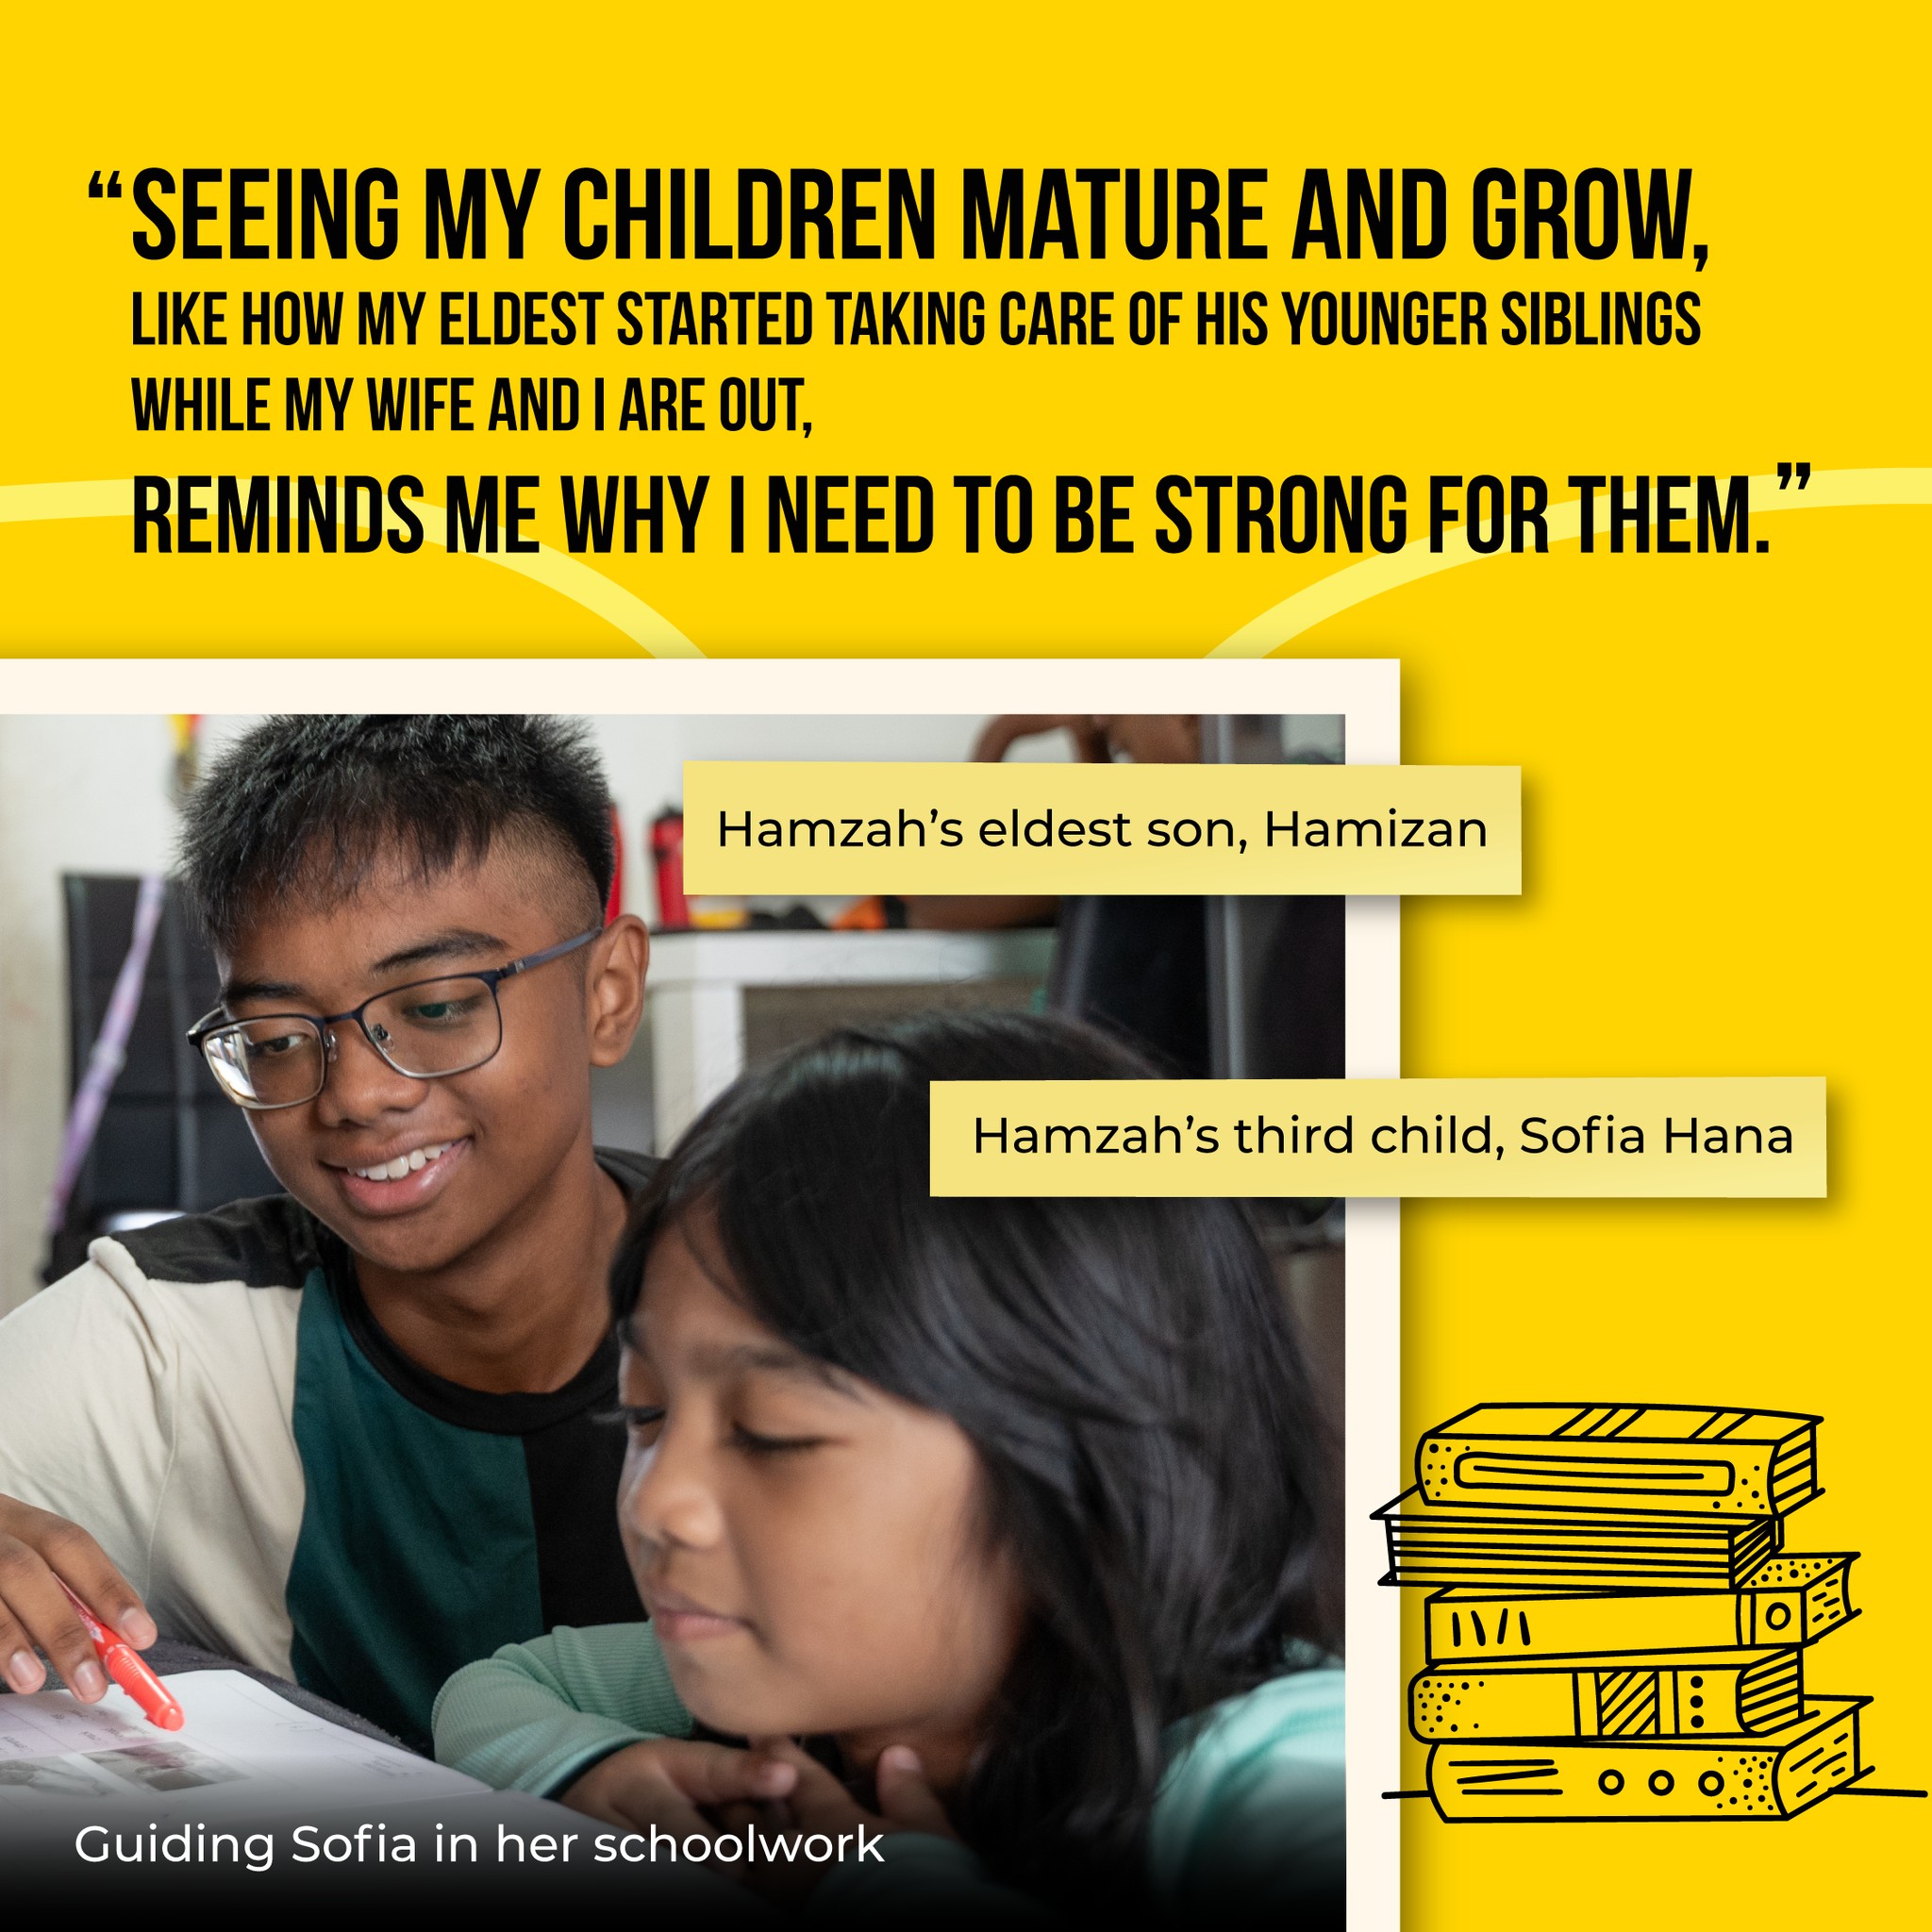 “SEEING MY CHILDREN MATURE AND GROW,
LIKE HOW MY ELDEST STARTED TAKING CARE OF HIS YOUNGER SIBLINGS
WHILE MY WIFE AND I ARE OUT,
REMINDS ME WHY I NEED TO BE STRONG FOR THEM.”
Hamzah’s eldest son, Hamizan
Hamzah’s third child, Sofia Hana
Guiding Sofia in her schoolwork